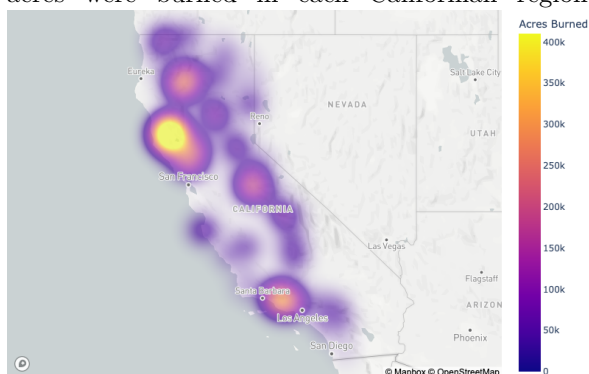 acres were burned in each Californian region
Acres Burned
400k
350k
300k
250k
200k
150k
100k
50k
0
Eureka
Salt Lake City
NEVADA
Reno
UTAH
San Francisco
CALIFORNIA
Las Vegas
Flagstaff
Santa Barbara
ARIZON
Los Angeles
Phoenix
San Diego
© Mapbox © OpenStreetMap